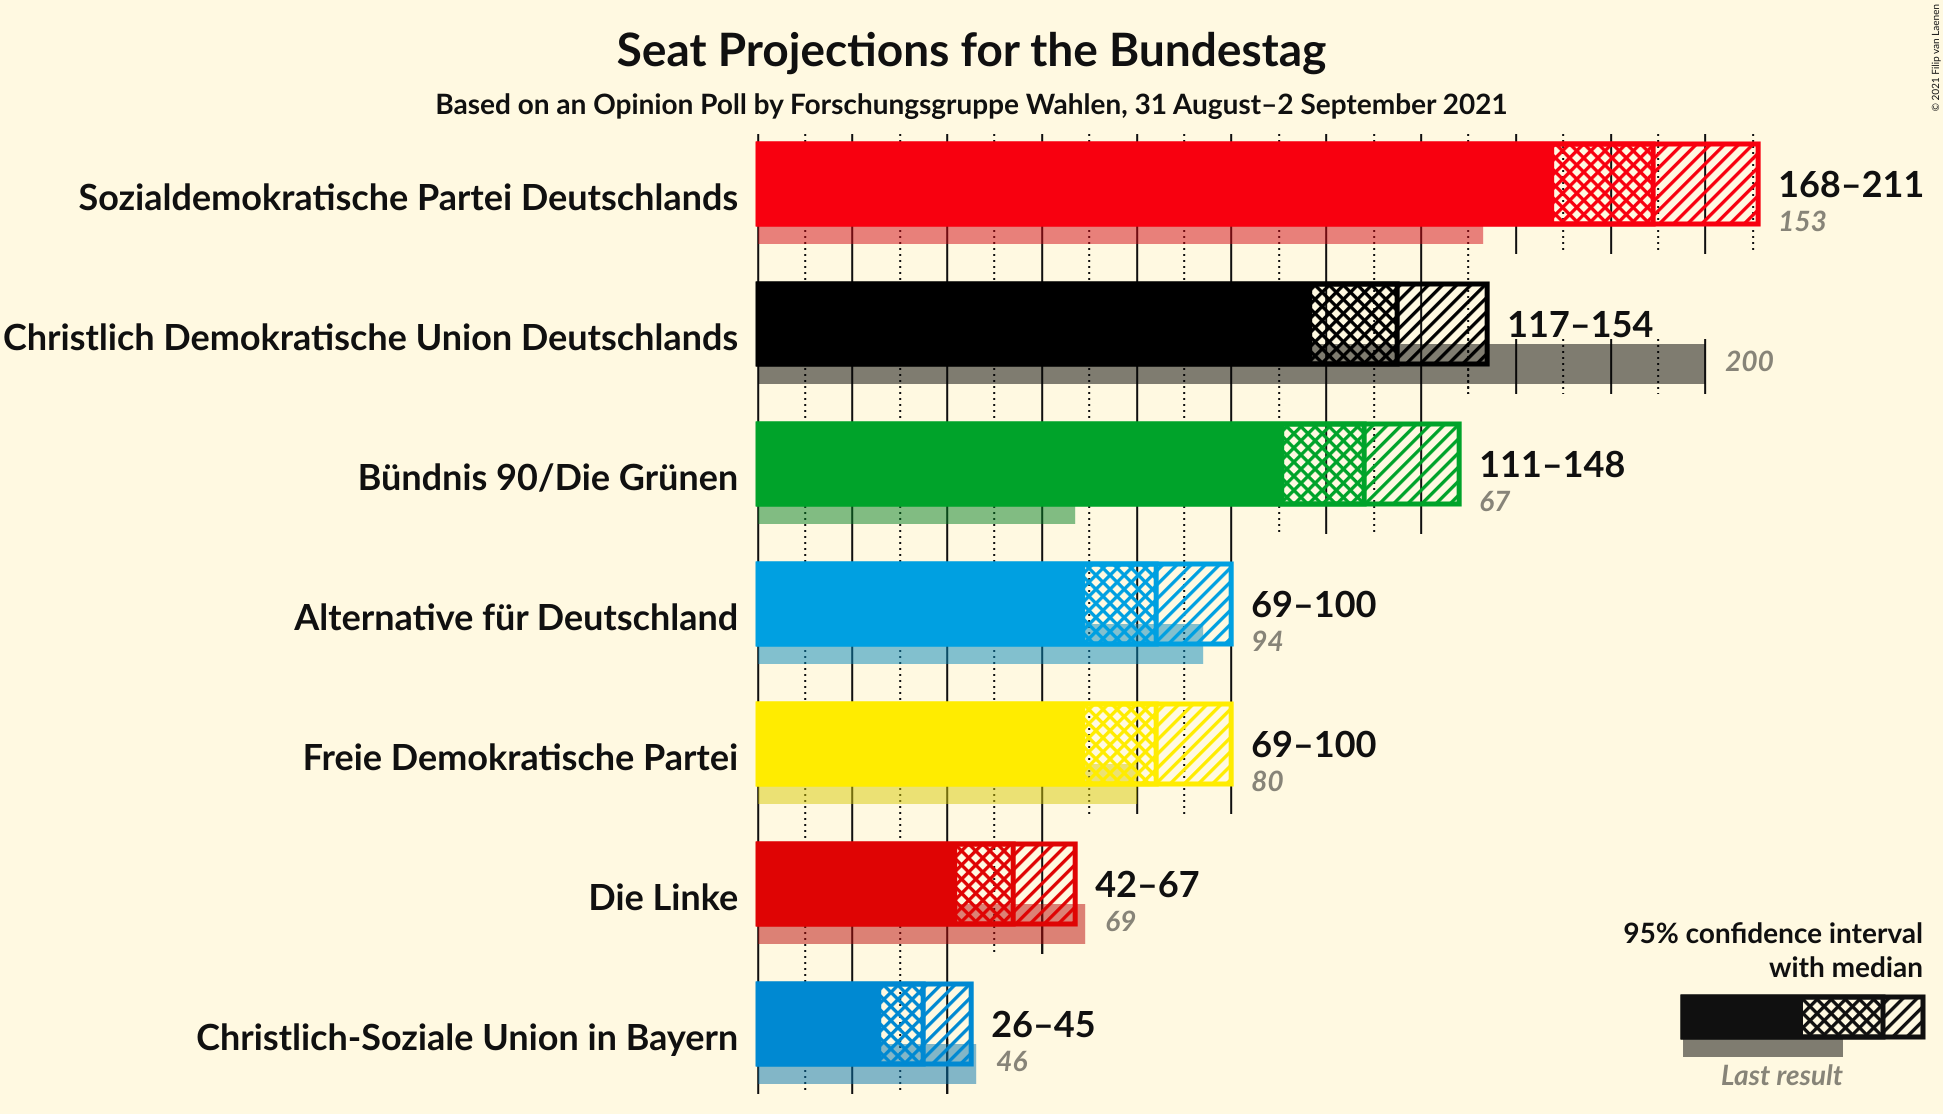 Seat Projections for the Bundestag
Based on an Opinion Poll by Forschungsgruppe Wahlen, 31 August–2 September 2021
© 2021 Filip van Laenen
Sozialdemokratische Partei Deutschlands
168–211
153
Christlich Demokratische Union Deutschlands
117–154
200
Bündnis 90/Die Grünen
111–148
67
Alternative für Deutschland
69–100
94
Freie Demokratische Partei
69–100
80
Die Linke
42–67
69
Christlich-Soziale Union in Bayern
26–45
46
95% confidence interval
with median
Last result